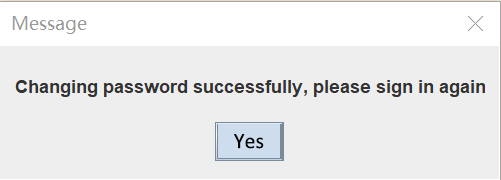 Message
Changing password successfully, please sign in again
Yes